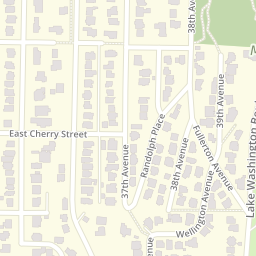 38th Av
39th Avenue
Randolph Place
East Cherry Street
Fullerton Avenue
37th Avenue
38th Avenue
Lake Washington Bo
Wellington Avenue